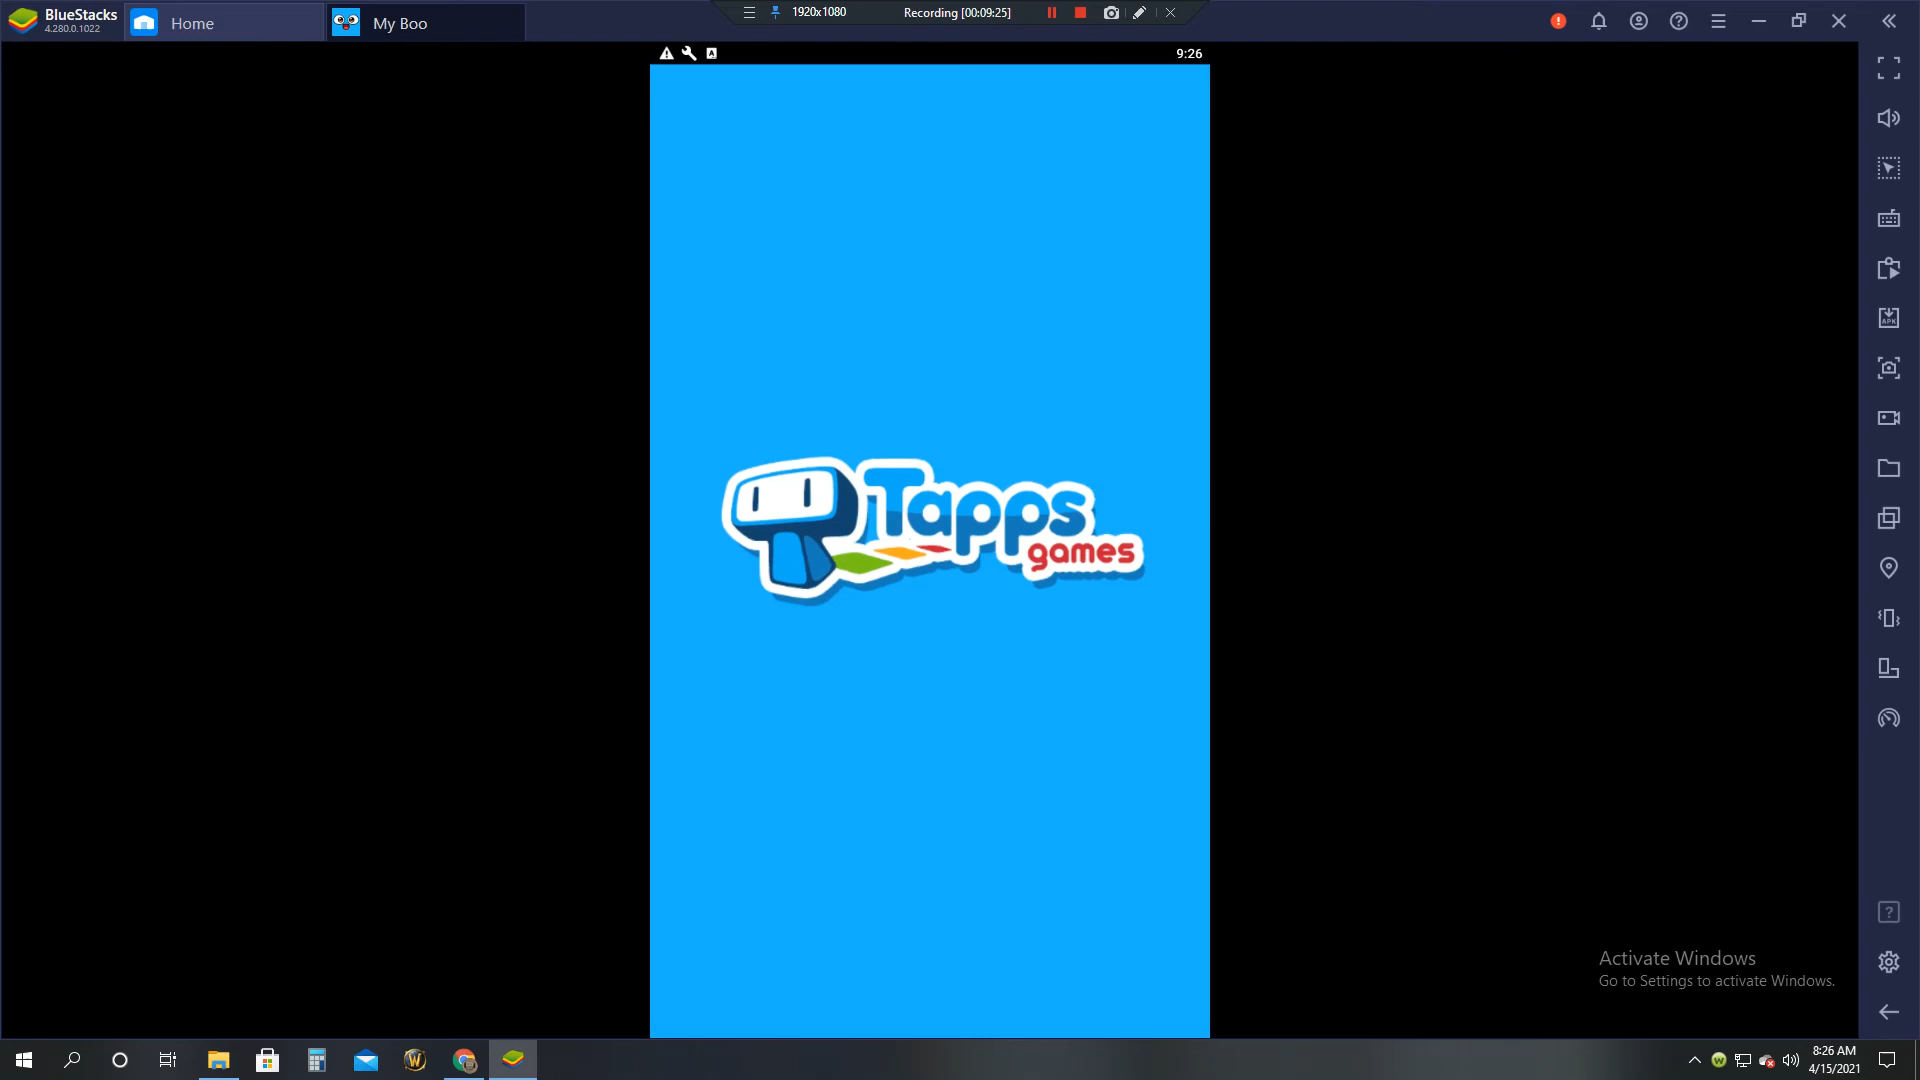 BlueStacks
4.280.0.1022
Home
My Boo
1920x1080
Recording [00:09:25]
9:26
Tapps
games
APK
Activate Windows
Go to Settings to activate Windows.
8:26 AM
4/15/2021